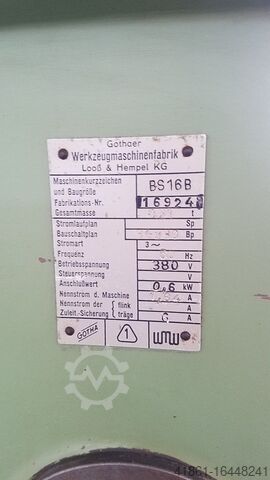 Gothaer
Werkzeugmaschinenfabrik
Looß & Hempel KG
Maschinenkurzzeichen
und Baugröße BS16B
Fabrikations-Nr. 16924
Gesamtmasse t
Stromlaufplan Sp
Bauschaltplan Bp
Stromart 3~
Frequenz Hz
Betriebsspannung 380 V
Steuerspannung V
Anschlußwert 0,6 kW
Nennstrom d. Maschine A
Nennstrom der flink A
Zuleit.-Sicherung träge 6 A
GOTHA 1 WMW
41861-16448241